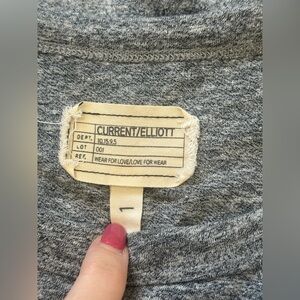 CURRENT/ELLIOTT
DEPT. 10.15.9.5
LOT 001
REF. WEAR FOR LOVE/LOVE FOR WEAR
1